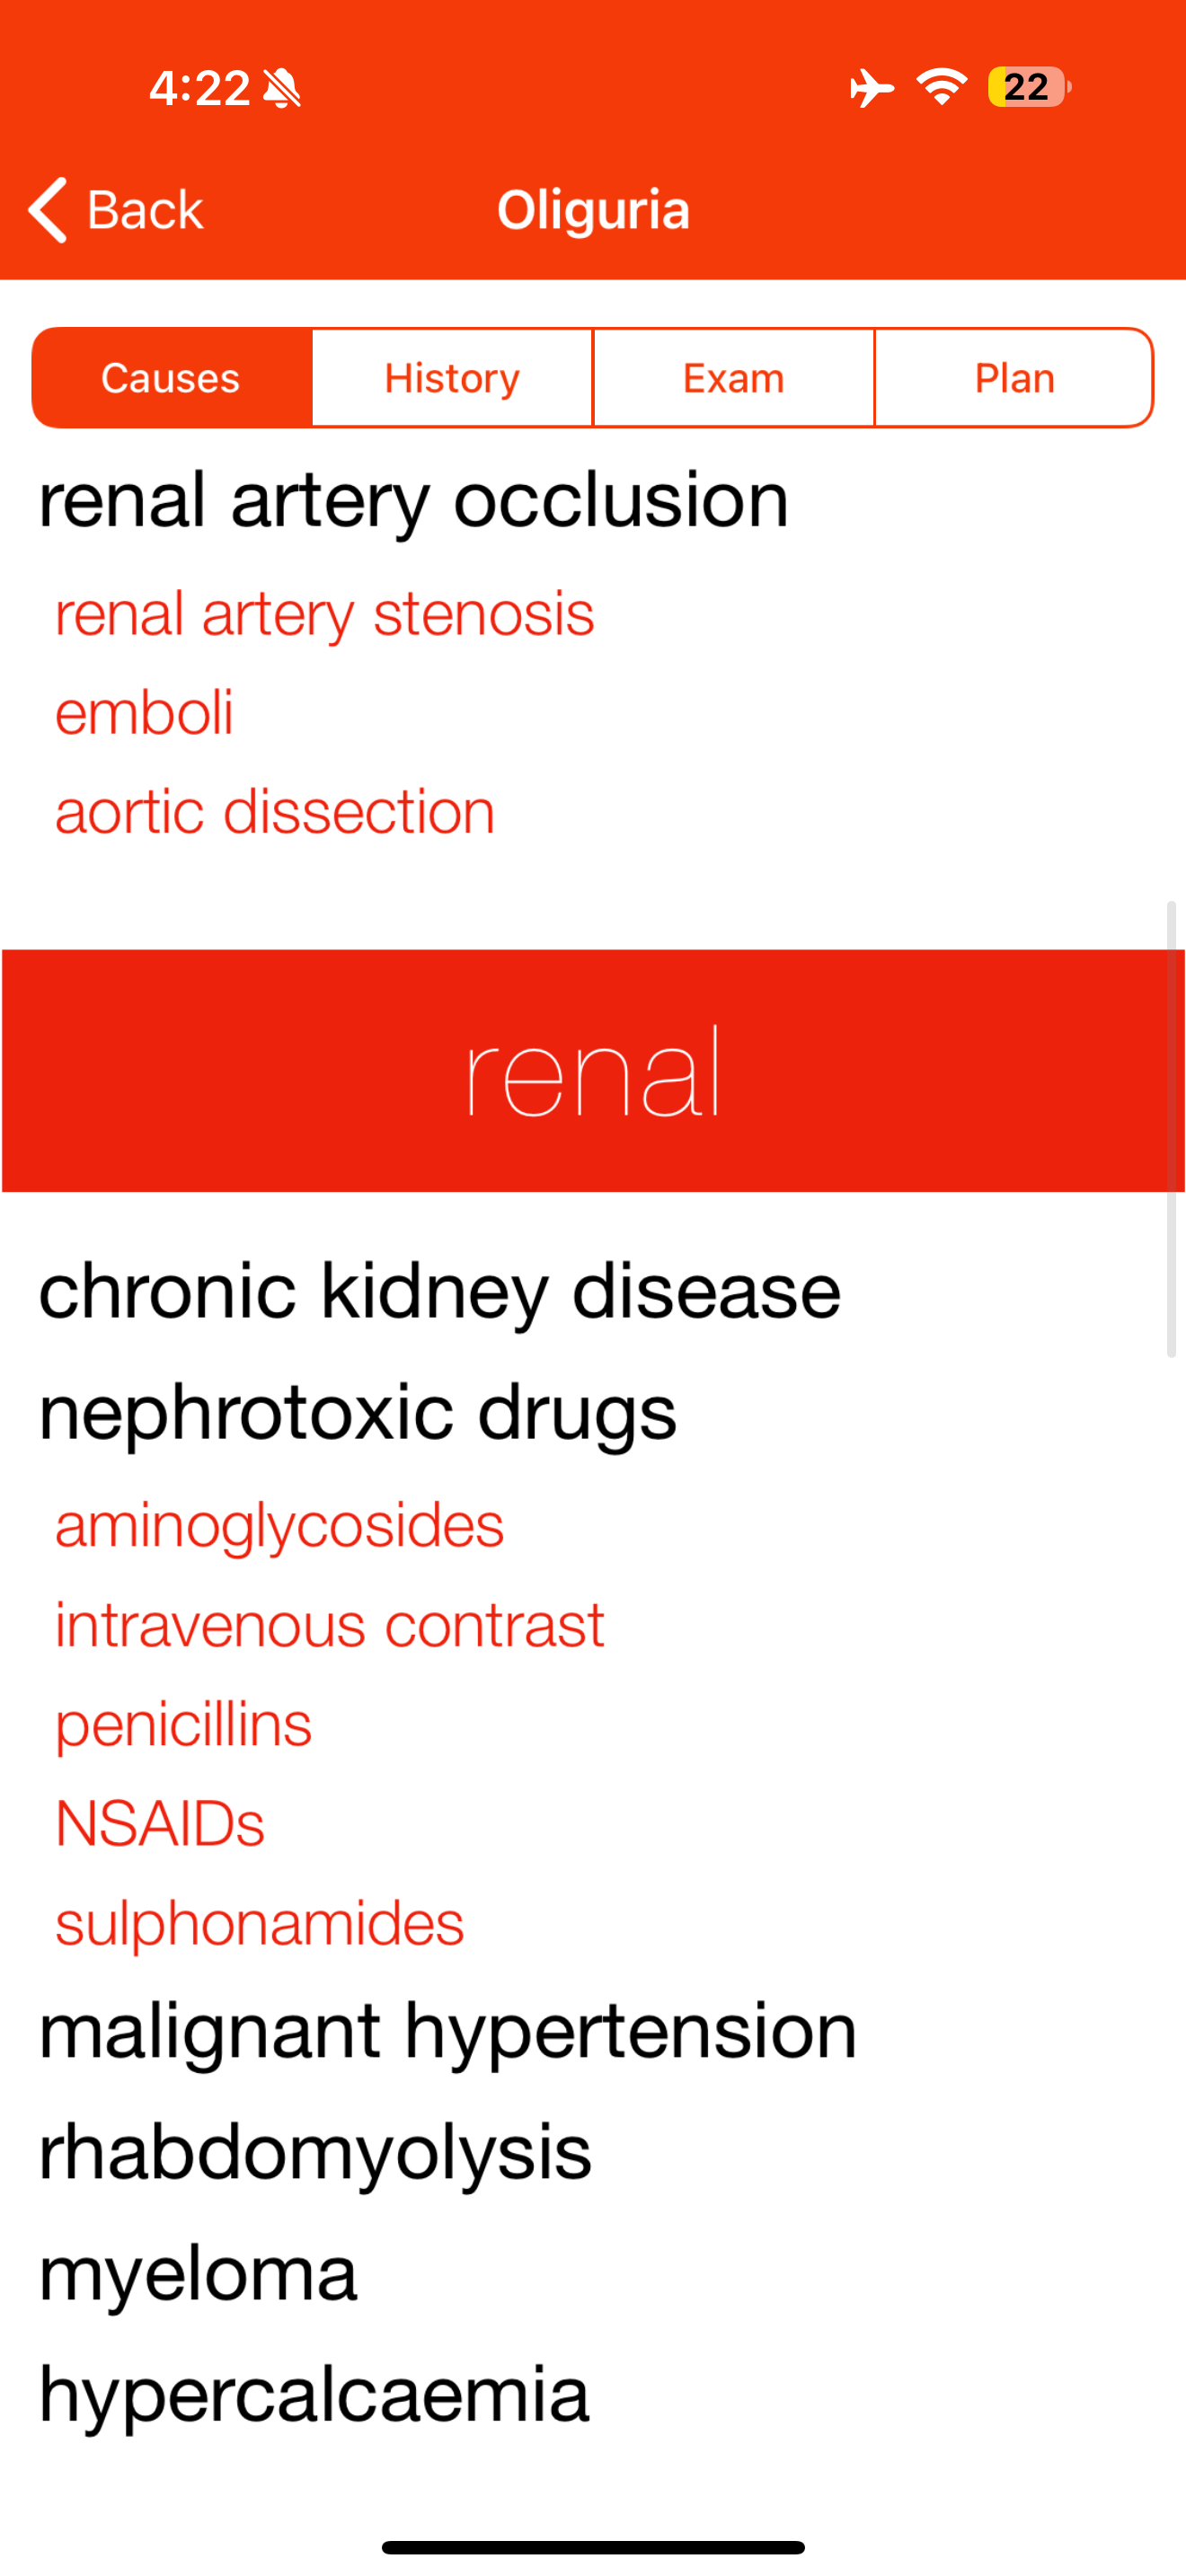 4:22
22
Back
Oliguria
Causes
History
Exam
Plan
renal artery occlusion
renal artery stenosis
emboli
aortic dissection
renal
chronic kidney disease
nephrotoxic drugs
aminoglycosides
intravenous contrast
penicillins
NSAIDs
sulphonamides
malignant hypertension
rhabdomyolysis
myeloma
hypercalcaemia